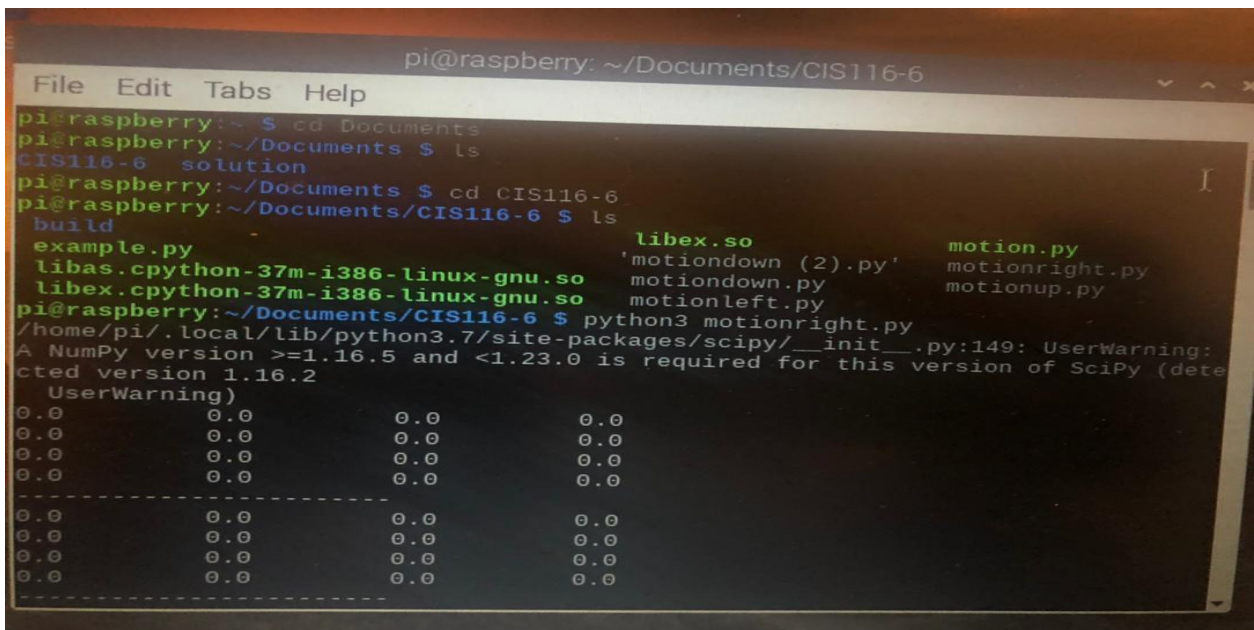 pi@raspberry: ~/Documents/CIS116-6
File Edit Tabs Help
pi@raspberry:~ $ cd Documents
pi@raspberry:~/Documents $ ls
CIS116-6 solution
pi@raspberry:~/Documents $ cd CIS116-6
pi@raspberry:~/Documents/CIS116-6 $ ls
build libex.so motion.py
example.py 'motiondown (2).py' motionright.py
libas.cpython-37m-i386-linux-gnu.so motiondown.py motionup.py
libex.cpython-37m-i386-linux-gnu.so motionleft.py
pi@raspberry:~/Documents/CIS116-6 $ python3 motionright.py
/home/pi/.local/lib/python3.7/site-packages/scipy/__init__.py:149: UserWarning:
A NumPy version >=1.16.5 and <1.23.0 is required for this version of SciPy (dete
cted version 1.16.2
UserWarning)
0.0 0.0 0.0 0.0
0.0 0.0 0.0 0.0
0.0 0.0 0.0 0.0
0.0 0.0 0.0 0.0
--------------------------
0.0 0.0 0.0 0.0
0.0 0.0 0.0 0.0
0.0 0.0 0.0 0.0
0.0 0.0 0.0 0.0
--------------------------